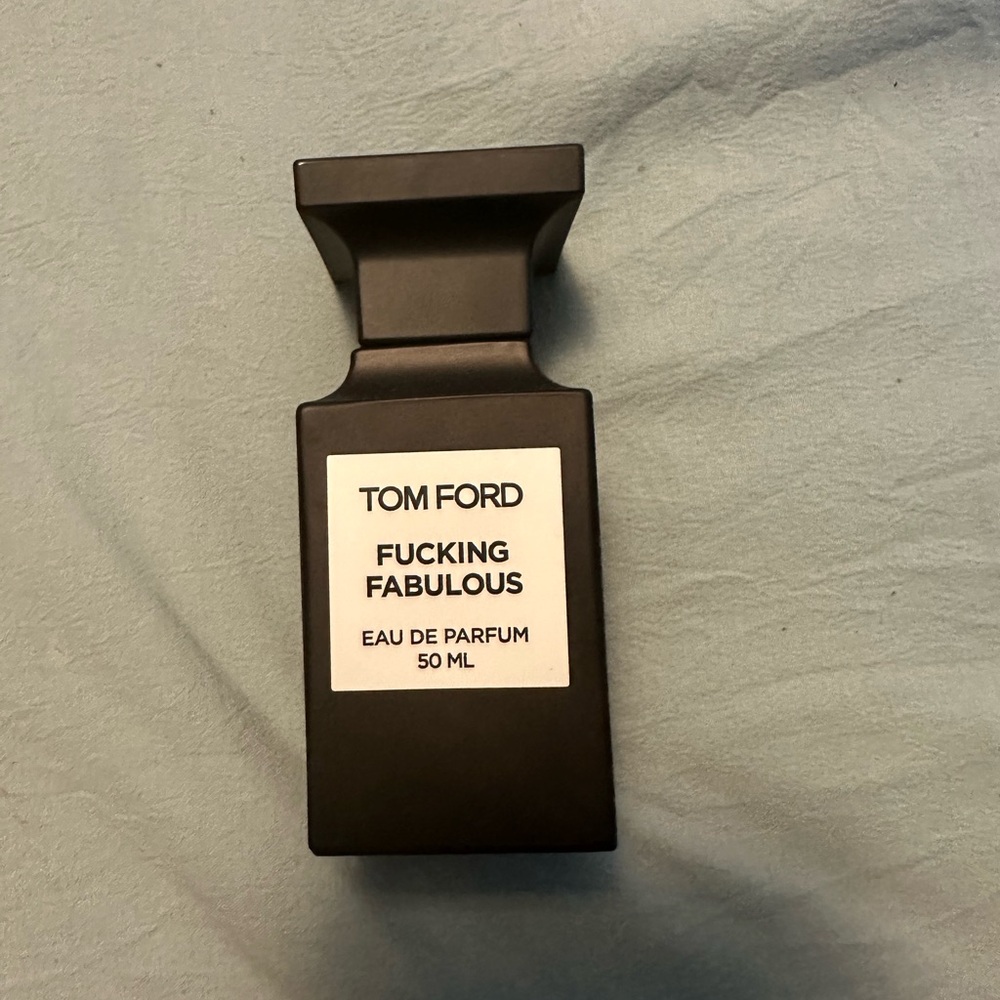 TOM FORD
FUCKING
FABULOUS
EAU DE PARFUM
50 ML